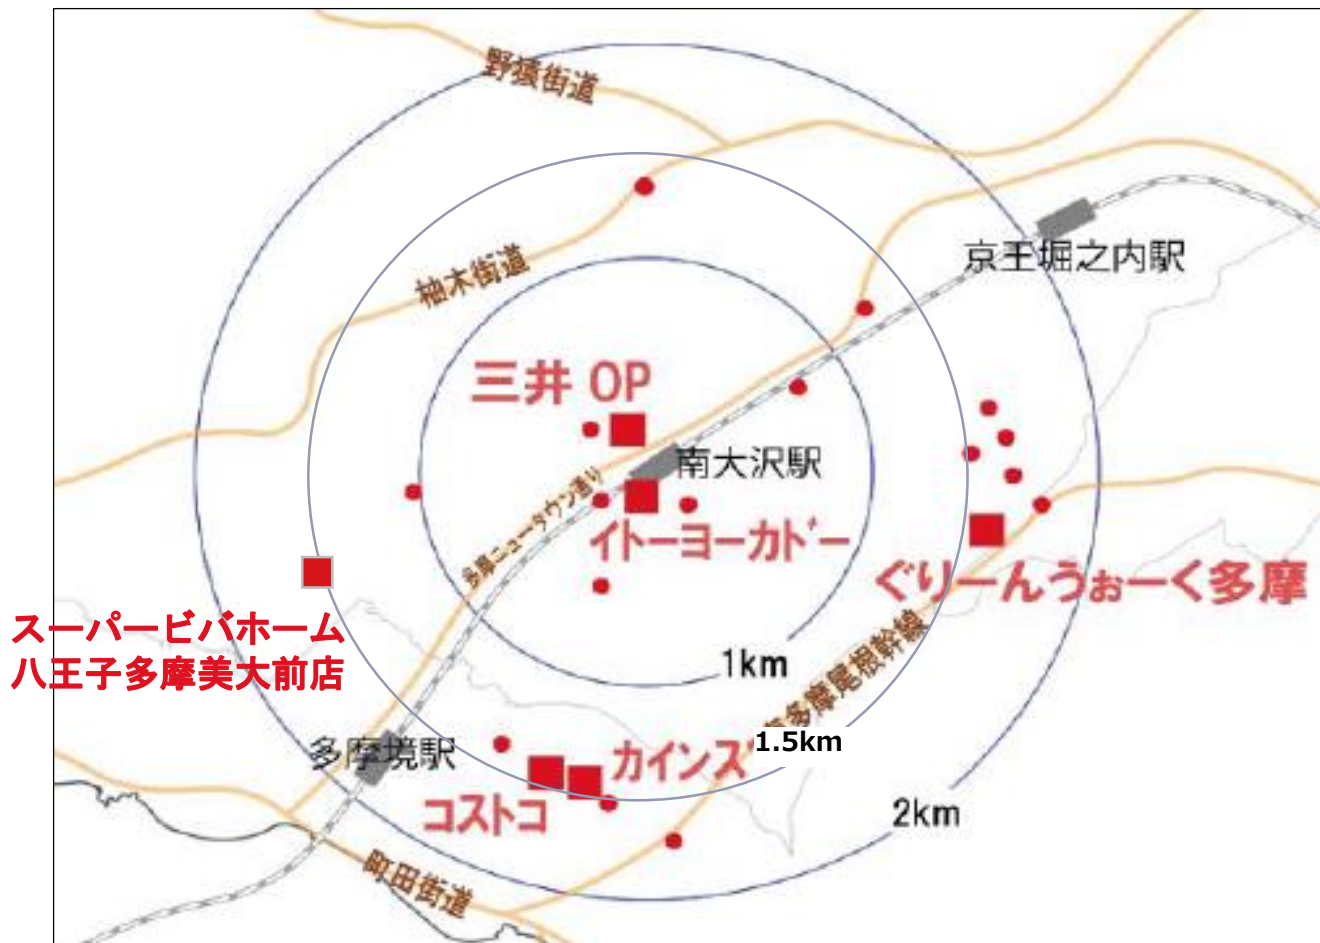 野猿街道
京王堀之内駅
柚木街道
三井 OP
南大沢駅
多摩ニュータウン通り
イトーヨーカドー
ぐりーんうぉーく多摩
スーパービバホーム
八王子多摩美大前店
1km
多摩尾根幹線
1.5km
多摩境駅
カインズ
コストコ
2km
町田街道